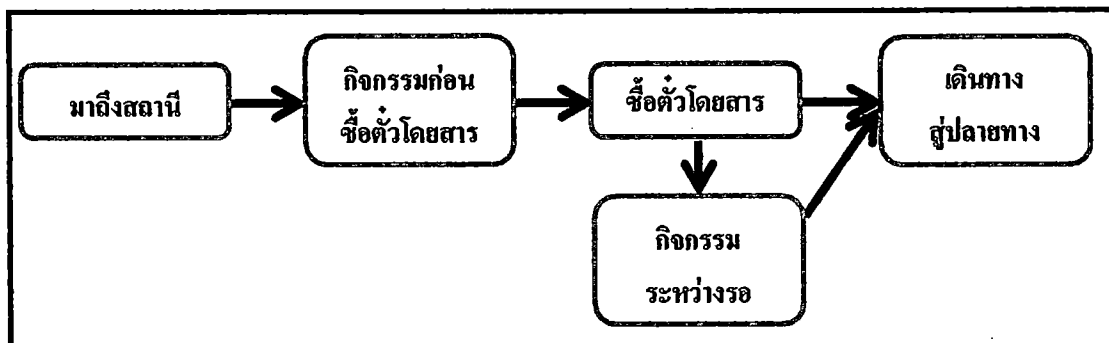 มาถึงสถานี
กิจกรรมก่อน
ซื้อตั๋วโดยสาร
ซื้อตั๋วโดยสาร
เดินทาง
สู่ปลายทาง
กิจกรรม
ระหว่างรอ